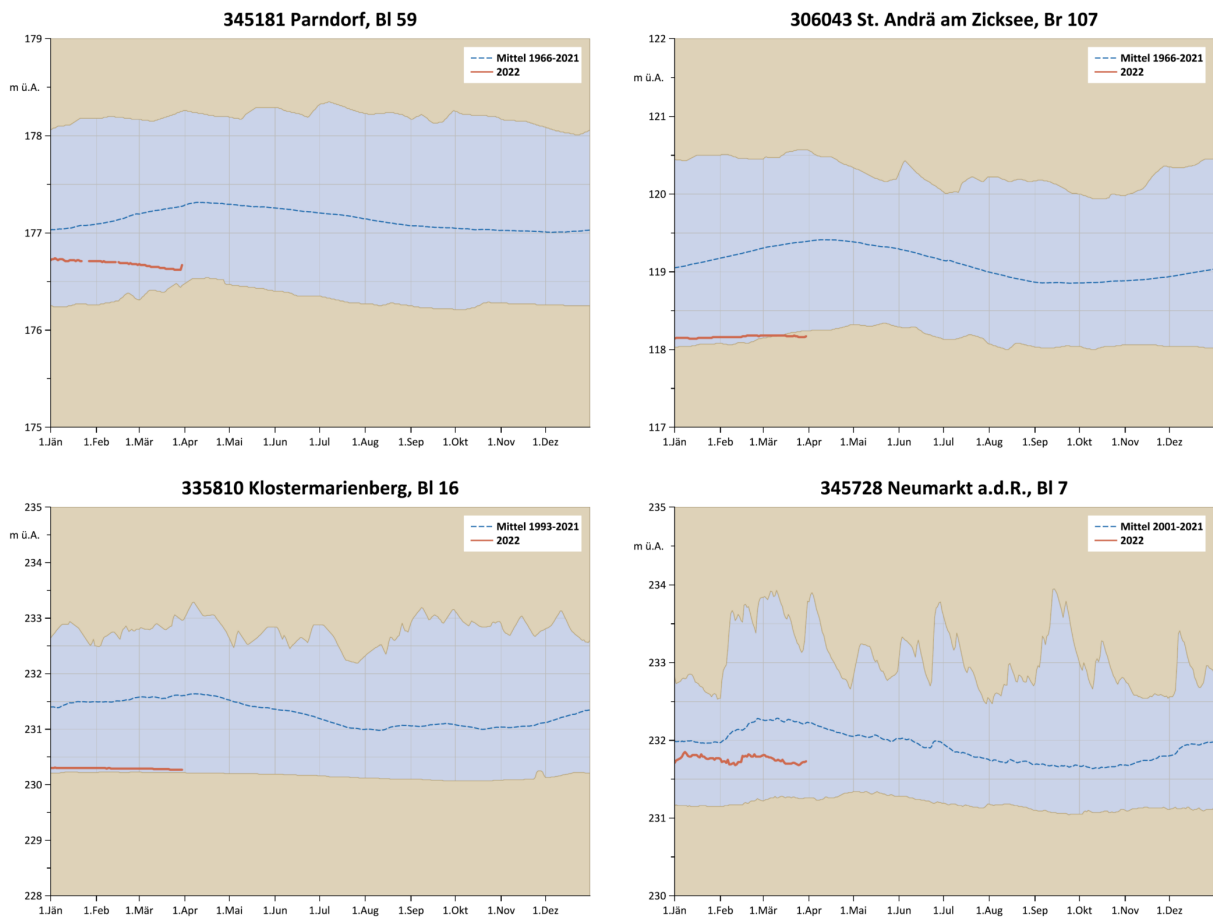 345181 Parndorf, Bl 59
179
m ü.A.
178
177
176
175
Mittel 1966-2021
2022
1.Jän 1.Feb 1.Mär 1.Apr 1.Mai 1.Jun 1.Jul 1.Aug 1.Sep 1.Okt 1.Nov 1.Dez
306043 St. Andrä am Zicksee, Br 107
122
m ü.A.
121
120
119
118
117
Mittel 1966-2021
2022
1.Jän 1.Feb 1.Mär 1.Apr 1.Mai 1.Jun 1.Jul 1.Aug 1.Sep 1.Okt 1.Nov 1.Dez
335810 Klostermarienberg, Bl 16
235
m ü.A.
234
233
232
231
230
229
228
Mittel 1993-2021
2022
1.Jän 1.Feb 1.Mär 1.Apr 1.Mai 1.Jun 1.Jul 1.Aug 1.Sep 1.Okt 1.Nov 1.Dez
345728 Neumarkt a.d.R., Bl 7
235
m ü.A.
234
233
232
231
230
Mittel 2001-2021
2022
1.Jän 1.Feb 1.Mär 1.Apr 1.Mai 1.Jun 1.Jul 1.Aug 1.Sep 1.Okt 1.Nov 1.Dez